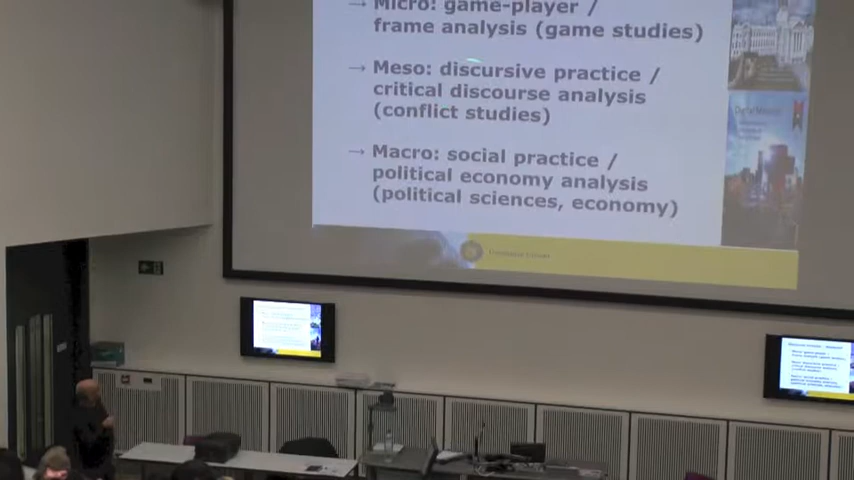 → Micro: game-player /
frame analysis (game studies)
→ Meso: discursive practice /
critical discourse analysis
(conflict studies)
→ Macro: social practice /
political economy analysis
(political sciences, economy)